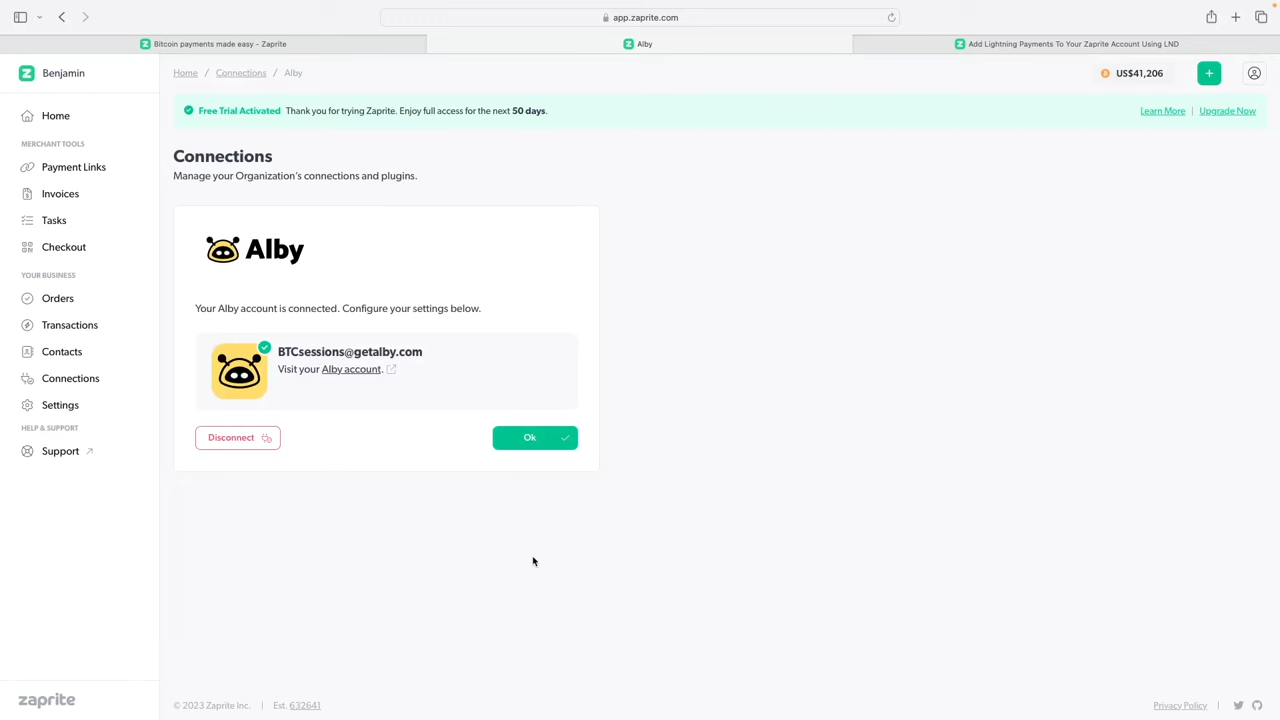 app.zaprite.com
Bitcoin payments made easy - Zaprite
Alby
Add Lightning Payments To Your Zaprite Account Using LND
Benjamin
Home / Connections / Alby
US$41,206
Free Trial Activated Thank you for trying Zaprite. Enjoy full access for the next 50 days.
Learn More | Upgrade Now
Home
MERCHANT TOOLS
Payment Links
Invoices
Tasks
Checkout
YOUR BUSINESS
Orders
Transactions
Contacts
Connections
Settings
HELP & SUPPORT
Support
Connections
Manage your Organization's connections and plugins.
Alby
Your Alby account is connected. Configure your settings below.
BTCsessions@getalby.com
Visit your Alby account.
Disconnect
Ok
zaprite
© 2023 Zaprite Inc. | Est. 632641
Privacy Policy |